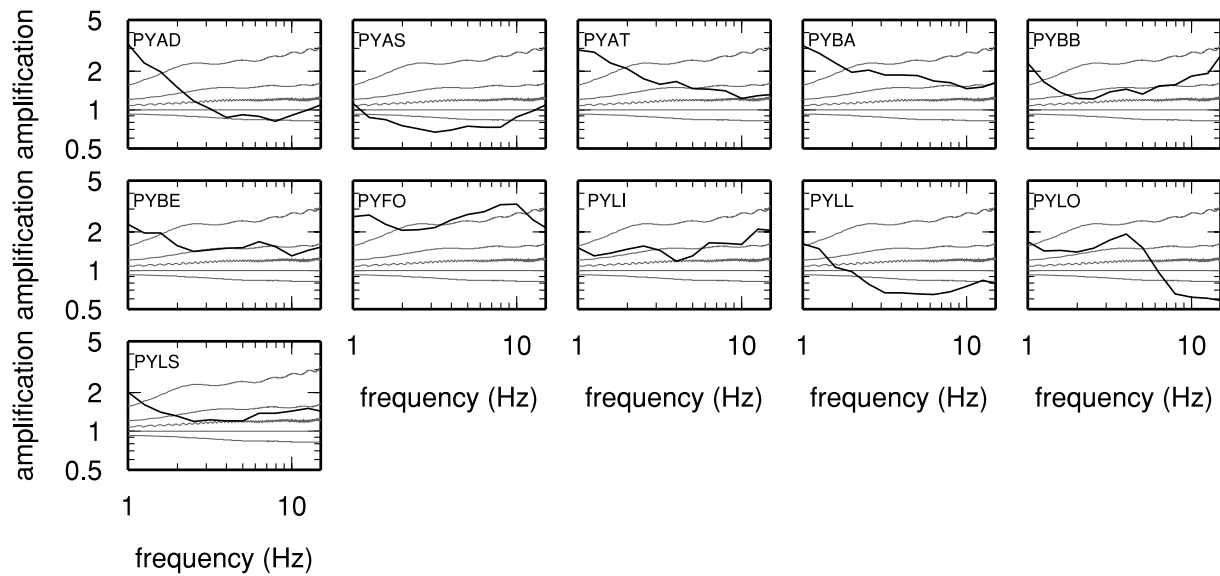 amplification
5
2
1
0.5
PYAD
PYAS
PYAT
PYBA
PYBB
amplification
5
2
1
0.5
PYBE
PYFO
PYLI
PYLL
PYLO
1 10
1 10
1 10
1 10
frequency (Hz)
frequency (Hz)
frequency (Hz)
frequency (Hz)
amplification
5
2
1
0.5
PYLS
1 10
frequency (Hz)